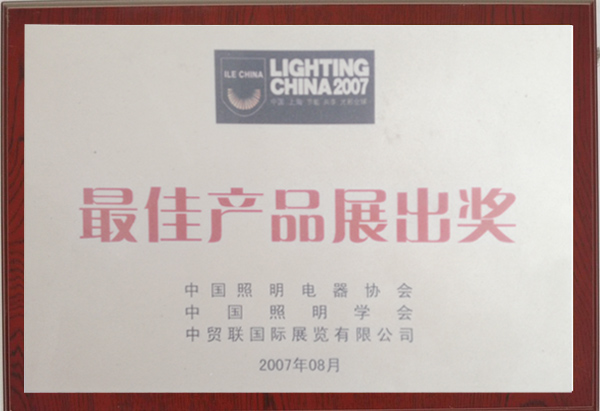 ILE CHINA
LIGHTING
CHINA 2007
最佳产品展出奖
中国照明电器协会
中国照明学会
中贸联国际展览有限公司
2007年08月